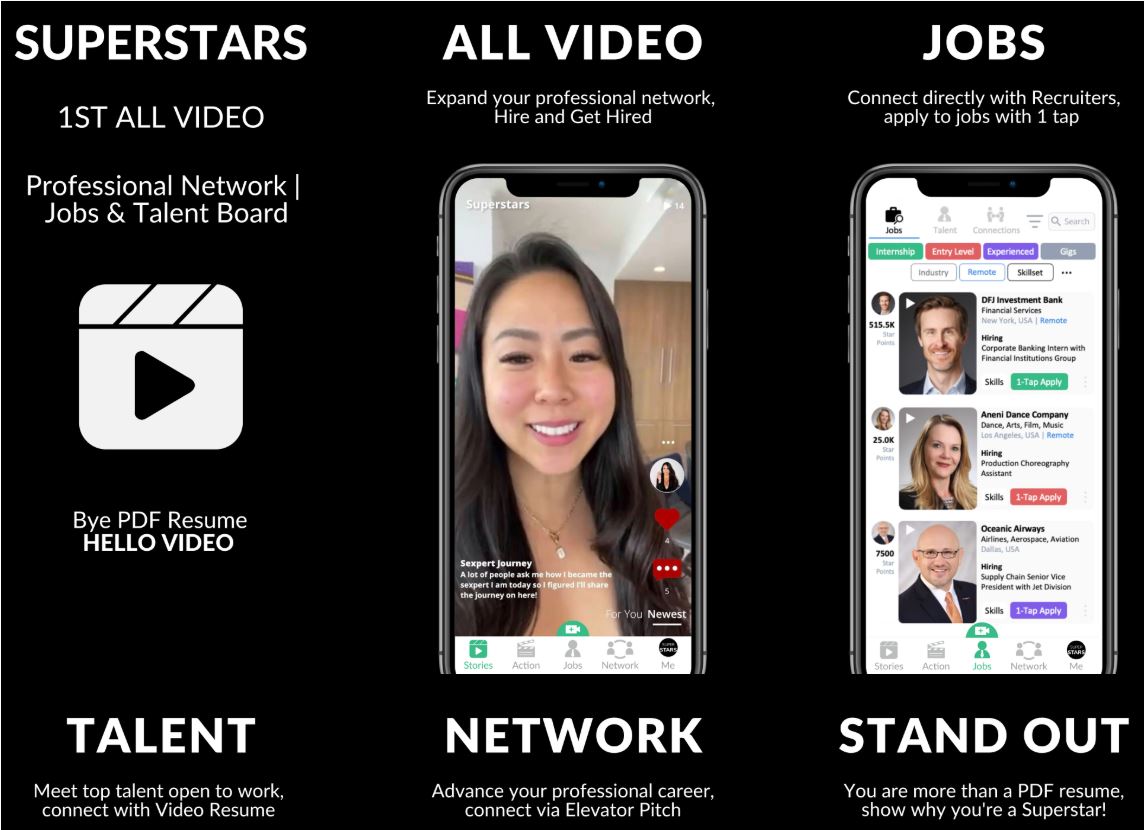 SUPERSTARS
1ST ALL VIDEO
Professional Network |
Jobs & Talent Board
Bye PDF Resume
HELLO VIDEO
ALL VIDEO
Expand your professional network,
Hire and Get Hired
Superstars
14
4
5
Sexpert Journey
A lot of people ask me how I became the
sexpert I am today so I figured I'll share
the journey on here!
For You Newest
Stories Action Jobs Network Me
SUPER
STARS
JOBS
Connect directly with Recruiters,
apply to jobs with 1 tap
Jobs Talent Connections Search
Internship Entry Level Experienced Gigs
Industry Remote Skillset
515.5K
Star
Points
DFJ Investment Bank
Financial Services
New York, USA | Remote
Hiring
Corporate Banking Intern with
Financial Institutions Group
Skills 1-Tap Apply
25.0K
Star
Points
Aneni Dance Company
Dance, Arts, Film, Music
Los Angeles, USA | Remote
Hiring
Production Choreography
Assistant
Skills 1-Tap Apply
7500
Star
Points
Oceanic Airways
Airlines, Aerospace, Aviation
Dallas, USA
Hiring
Supply Chain Senior Vice
President with Jet Division
Skills 1-Tap Apply
Stories Action Jobs Network Me
SUPER
STARS
TALENT
Meet top talent open to work,
connect with Video Resume
NETWORK
Advance your professional career,
connect via Elevator Pitch
STAND OUT
You are more than a PDF resume,
show why you're a Superstar!